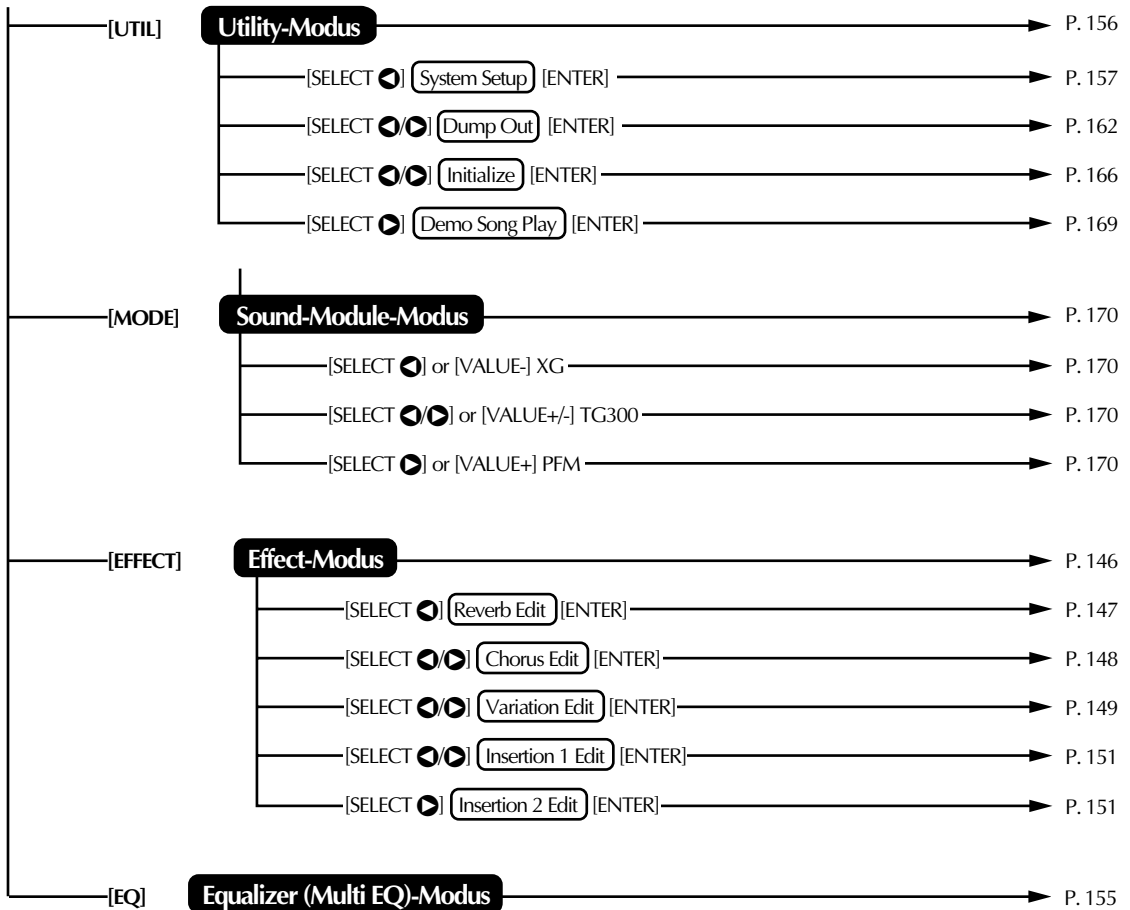 [UTIL] Utility-Modus P. 156
[SELECT ◀] System Setup [ENTER] P. 157
[SELECT ◀/▶] Dump Out [ENTER] P. 162
[SELECT ◀/▶] Initialize [ENTER] P. 166
[SELECT ▶] Demo Song Play [ENTER] P. 169
[MODE] Sound-Module-Modus P. 170
[SELECT ◀] or [VALUE-] XG P. 170
[SELECT ◀/▶] or [VALUE+/-] TG300 P. 170
[SELECT ▶] or [VALUE+] PFM P. 170
[EFFECT] Effect-Modus P. 146
[SELECT ◀] Reverb Edit [ENTER] P. 147
[SELECT ◀/▶] Chorus Edit [ENTER] P. 148
[SELECT ◀/▶] Variation Edit [ENTER] P. 149
[SELECT ◀/▶] Insertion 1 Edit [ENTER] P. 151
[SELECT ▶] Insertion 2 Edit [ENTER] P. 151
[EQ] Equalizer (Multi EQ)-Modus P. 155